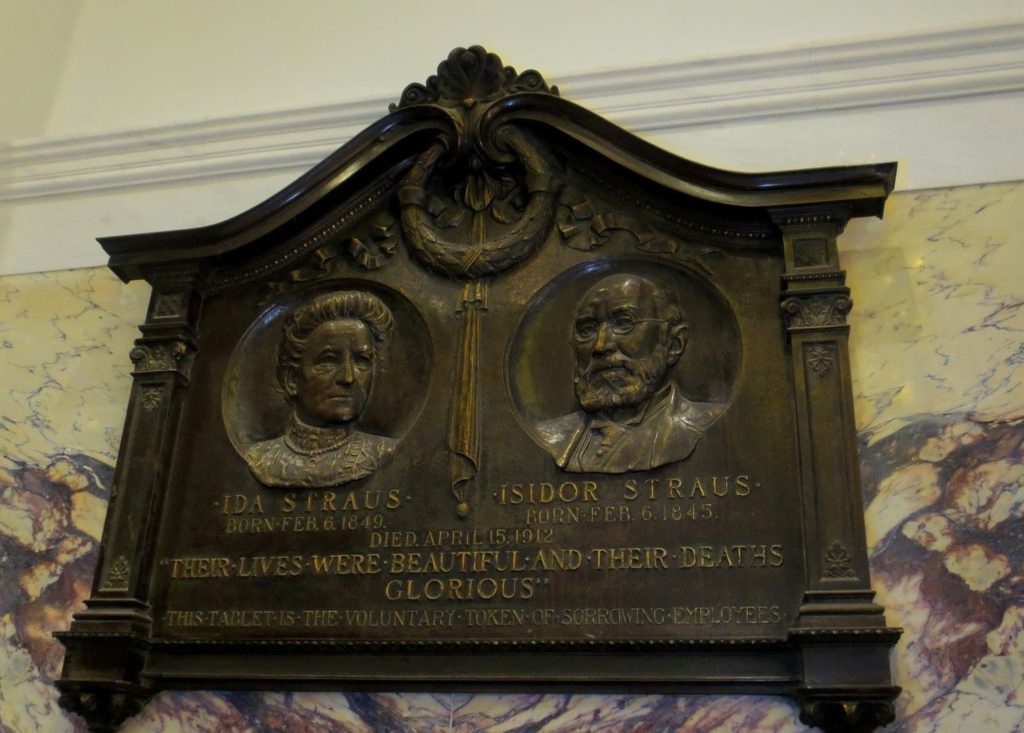 ·IDA STRAUS·
BORN·FEB.6.1849.
·ISIDOR STRAUS·
BORN·FEB.6.1845.
DIED.APRIL.15.1912
"THEIR·LIVES·WERE·BEAUTIFUL·AND·THEIR·DEATHS
GLORIOUS"
·THIS·TABLET·IS·THE·VOLUNTARY·TOKEN·OF·SORROWING·EMPLOYEES·